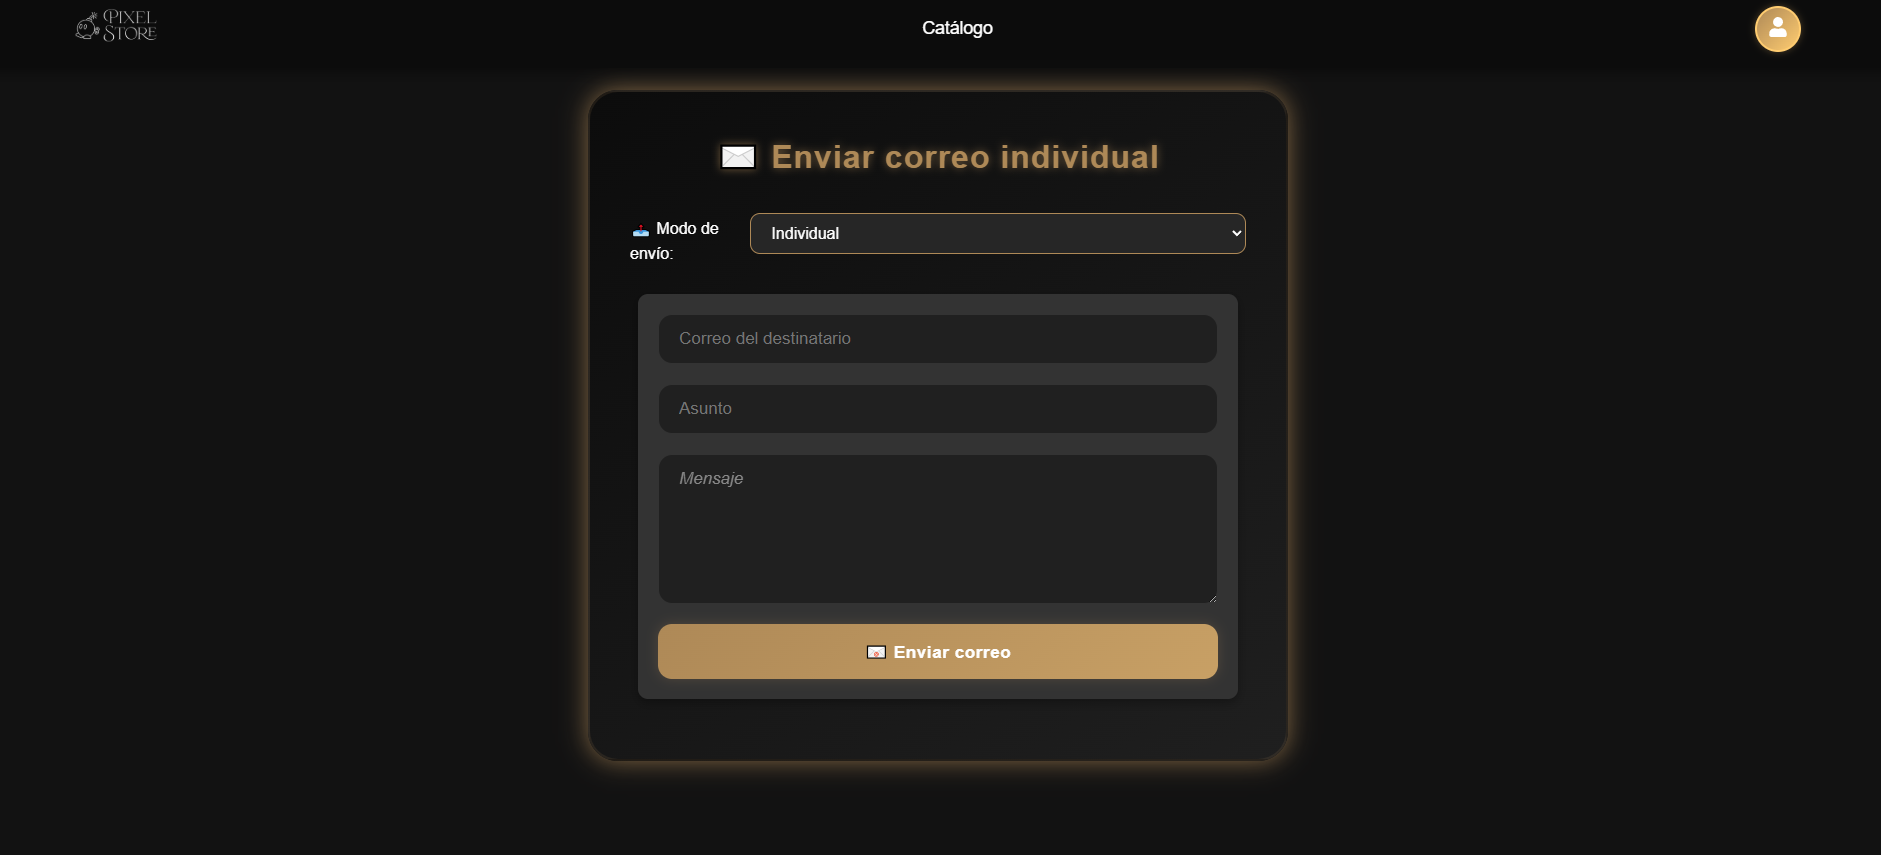 PIXEL
STORE
Catálogo
Enviar correo individual
Modo de
envío:
Individual
Correo del destinatario
Asunto
Mensaje
Enviar correo